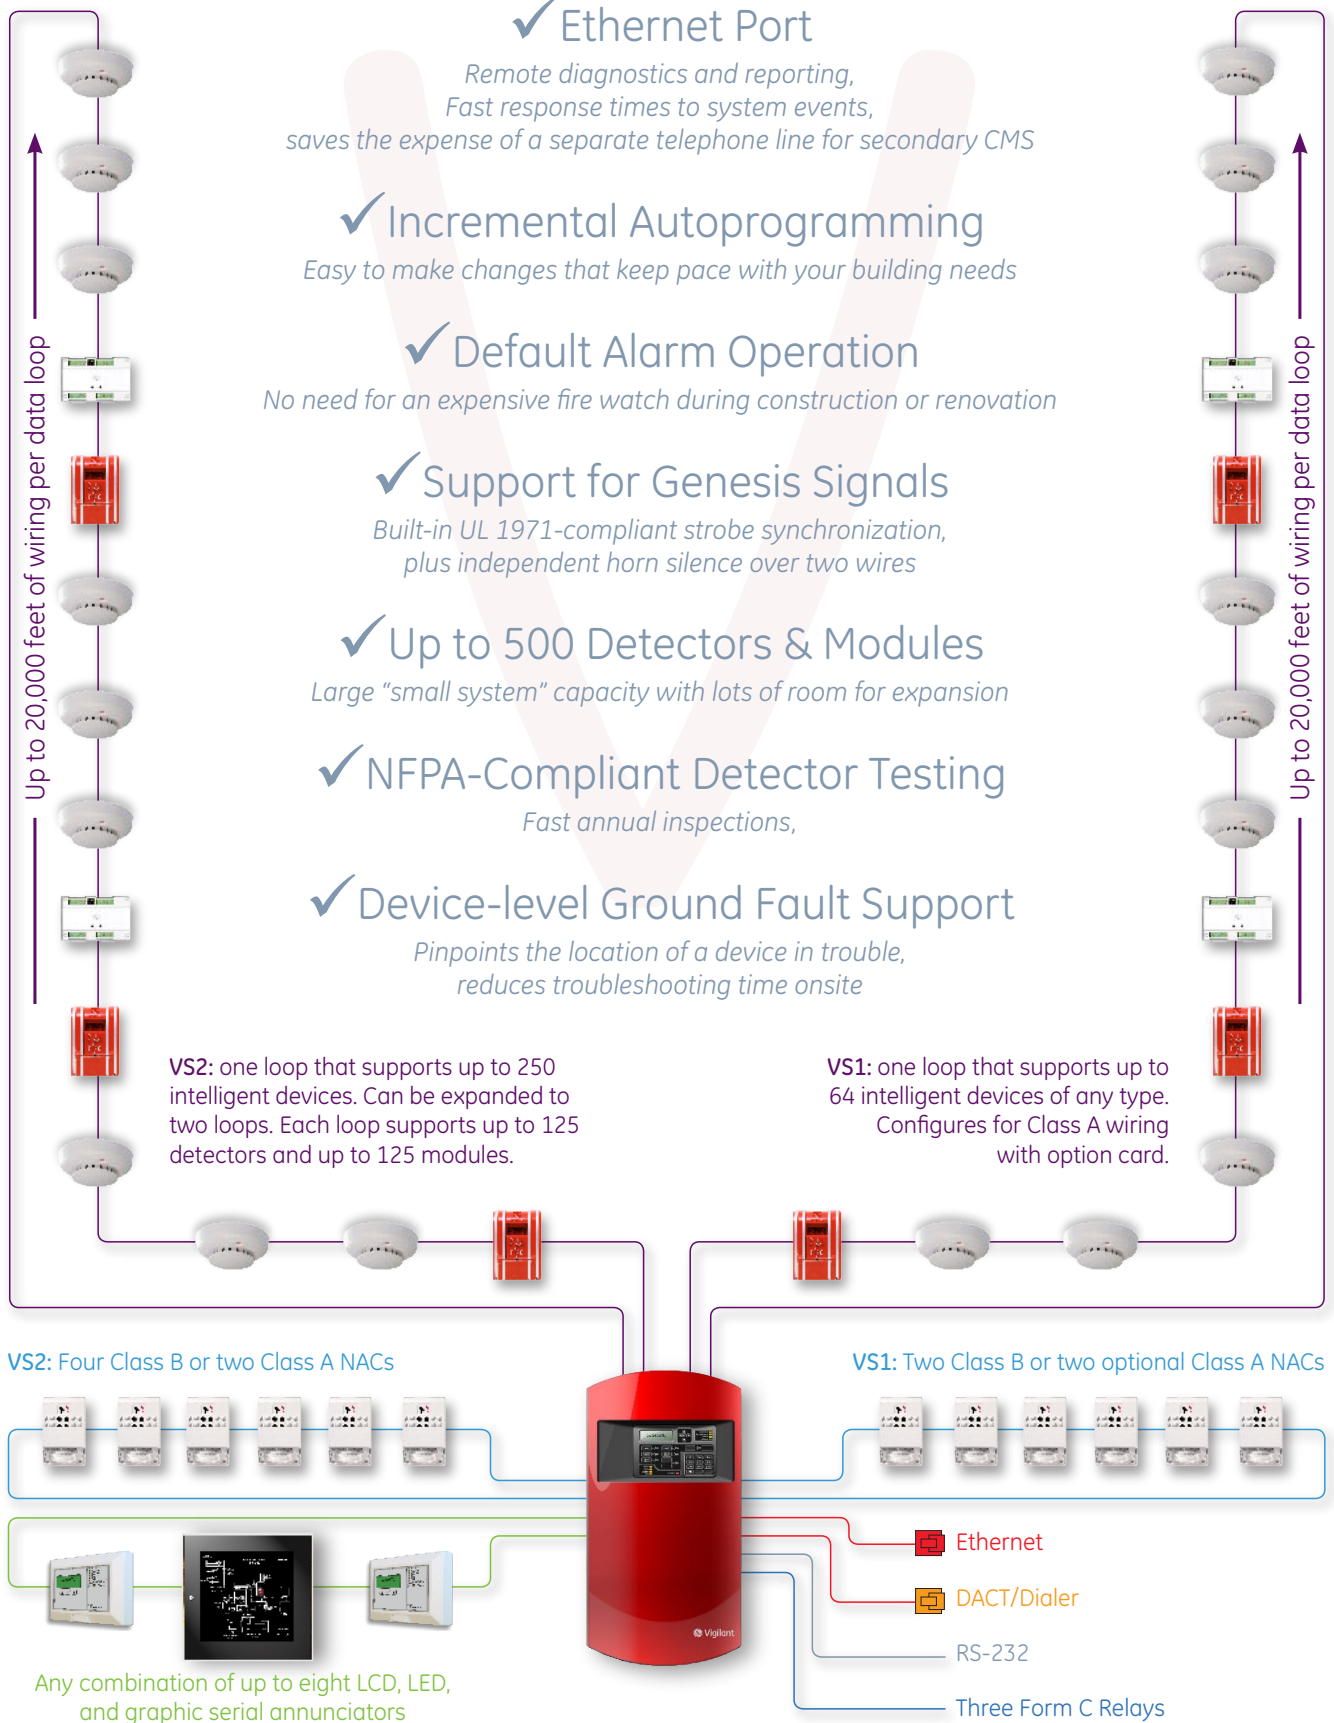 Ethernet Port
Remote diagnostics and reporting,
Fast response times to system events,
saves the expense of a separate telephone line for secondary CMS
Incremental Autoprogramming
Easy to make changes that keep pace with your building needs
Default Alarm Operation
No need for an expensive fire watch during construction or renovation
Support for Genesis Signals
Built-in UL 1971-compliant strobe synchronization,
plus independent horn silence over two wires
Up to 500 Detectors & Modules
Large “small system” capacity with lots of room for expansion
NFPA-Compliant Detector Testing
Fast annual inspections,
Device-level Ground Fault Support
Pinpoints the location of a device in trouble,
reduces troubleshooting time onsite
Up to 20,000 feet of wiring per data loop
Up to 20,000 feet of wiring per data loop
VS2: one loop that supports up to 250
intelligent devices. Can be expanded to
two loops. Each loop supports up to 125
detectors and up to 125 modules.
VS1: one loop that supports up to
64 intelligent devices of any type.
Configures for Class A wiring
with option card.
VS2: Four Class B or two Class A NACs
VS1: Two Class B or two optional Class A NACs
Vigilant
Ethernet
DACT/Dialer
RS-232
Three Form C Relays
Any combination of up to eight LCD, LED,
and graphic serial annunciators